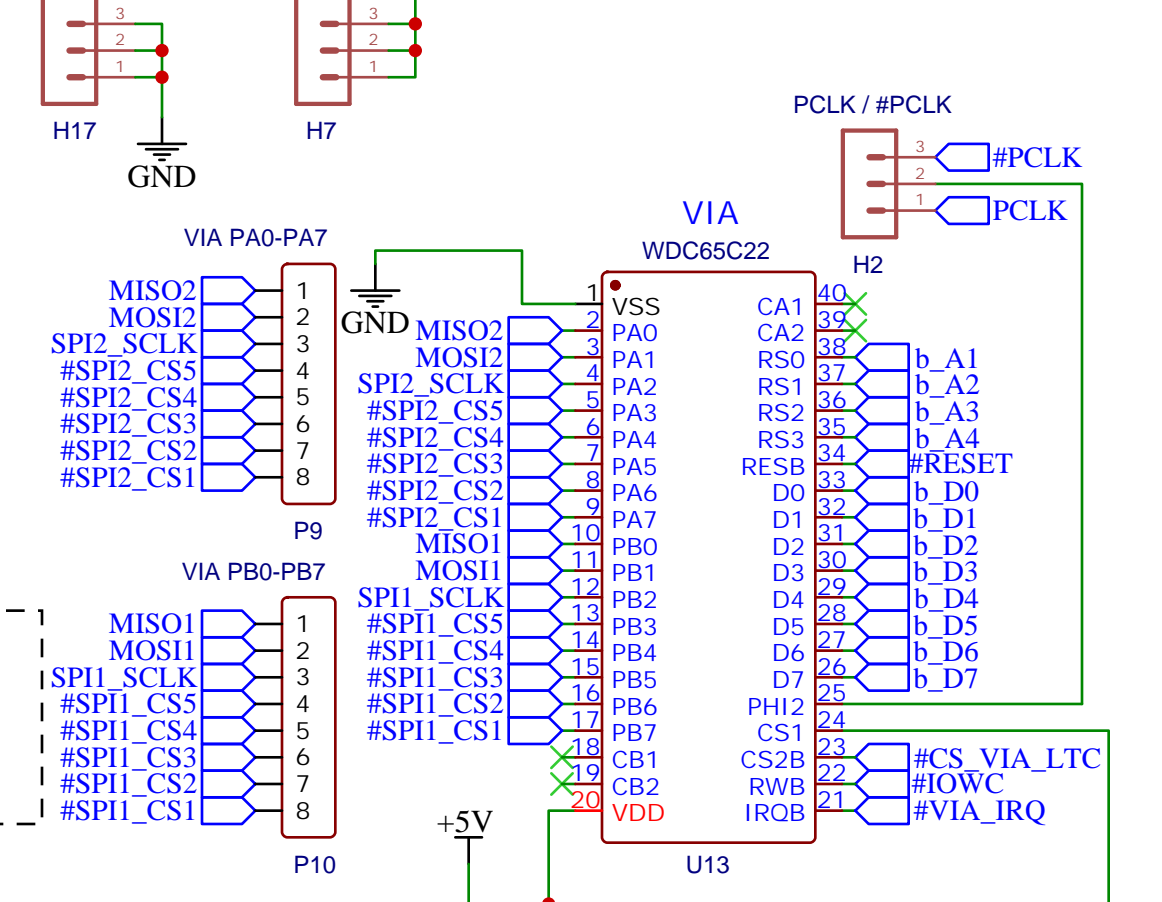 3
2
1
H17
GND
3
2
1
H7
PCLK / #PCLK
3 #PCLK
2
1 PCLK
H2
VIA PA0-PA7
MISO2 1
MOSI2 2
SPI2_SCLK 3
#SPI2_CS5 4
#SPI2_CS4 5
#SPI2_CS3 6
#SPI2_CS2 7
#SPI2_CS1 8
P9
VIA PB0-PB7
MISO1 1
MOSI1 2
SPI1_SCLK 3
#SPI1_CS5 4
#SPI1_CS4 5
#SPI1_CS3 6
#SPI1_CS2 7
#SPI1_CS1 8
P10
VIA
WDC65C22
GND
1 VSS
MISO2 2 PA0
MOSI2 3 PA1
SPI2_SCLK 4 PA2
#SPI2_CS5 5 PA3
#SPI2_CS4 6 PA4
#SPI2_CS3 7 PA5
#SPI2_CS2 8 PA6
#SPI2_CS1 9 PA7
MISO1 10 PB0
MOSI1 11 PB1
SPI1_SCLK 12 PB2
#SPI1_CS5 13 PB3
#SPI1_CS4 14 PB4
#SPI1_CS3 15 PB5
#SPI1_CS2 16 PB6
#SPI1_CS1 17 PB7
18 CB1
19 CB2
20 VDD
+5V
CA1 40
CA2 39
RS0 38 b_A1
RS1 37 b_A2
RS2 36 b_A3
RS3 35 b_A4
RESB 34 #RESET
D0 33 b_D0
D1 32 b_D1
D2 31 b_D2
D3 30 b_D3
D4 29 b_D4
D5 28 b_D5
D6 27 b_D6
D7 26 b_D7
PHI2 25
CS1 24
CS2B 23 #CS_VIA_LTC
RWB 22 #IOWC
IRQB 21 #VIA_IRQ
U13